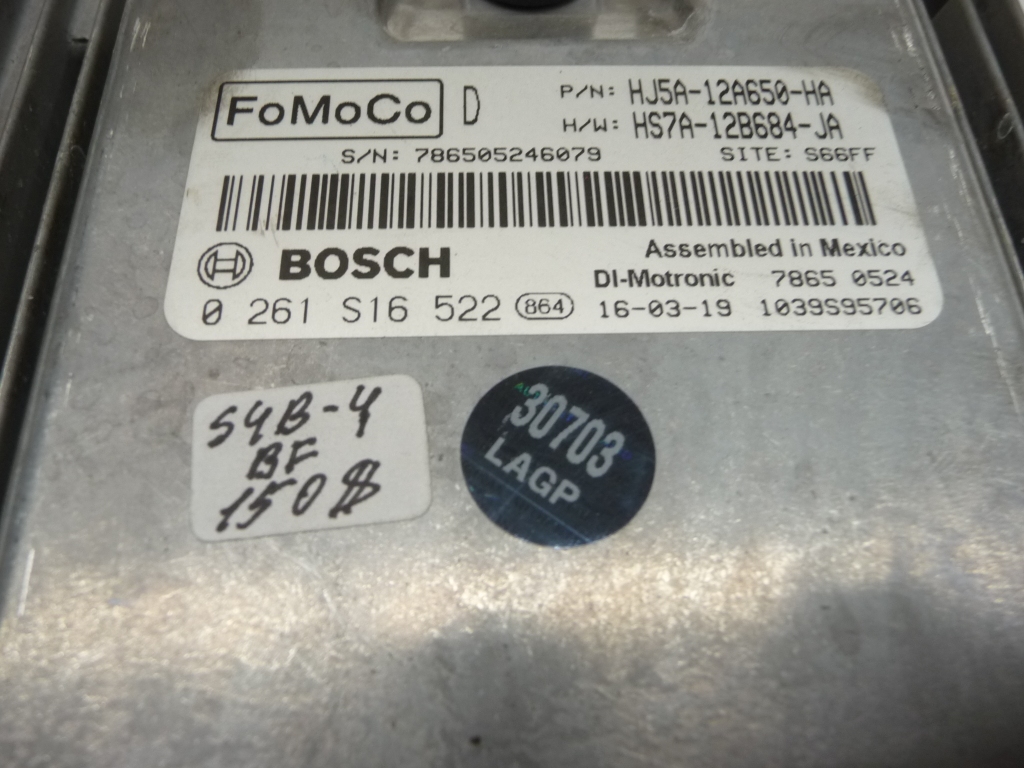 FoMoCo D P/N: HJ5A-12A650-HA
H/W: HS7A-12B684-JA
S/N: 786505246079 SITE: S66FF
BOSCH Assembled in Mexico
DI-Motronic 7865 0524
0 261 S16 522 864 16-03-19 1039S95706
S4B-4
BF
150$
30703
LAGP